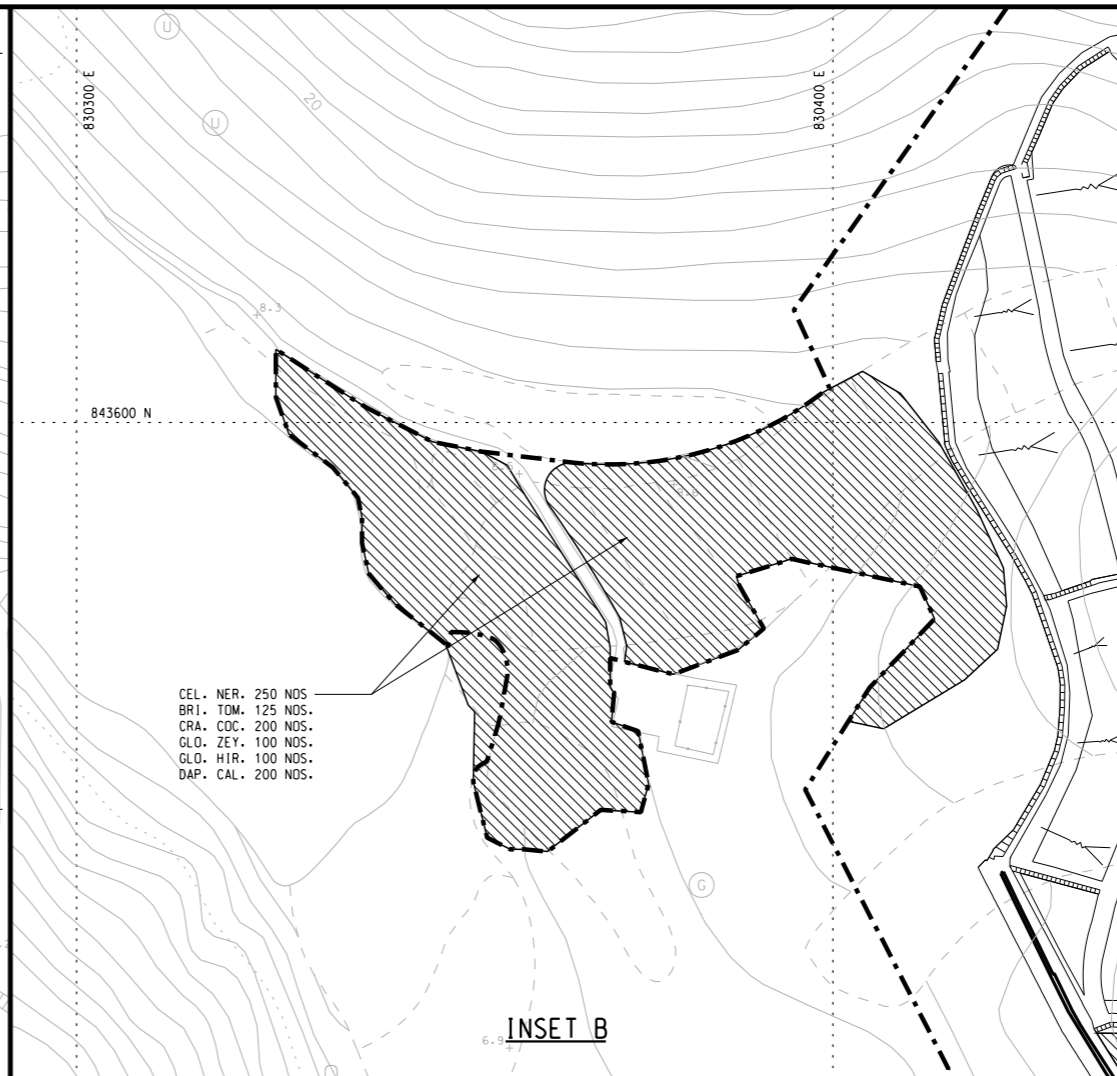 U
U
20
830300 E
830400 E
8.3
843600 N
CEL. NER. 250 NOS
BRI. TOM. 125 NOS.
CRA. COC. 200 NOS.
GLO. ZEY. 100 NOS.
GLO. HIR. 100 NOS.
DAP. CAL. 200 NOS.
G
6.9
INSET B